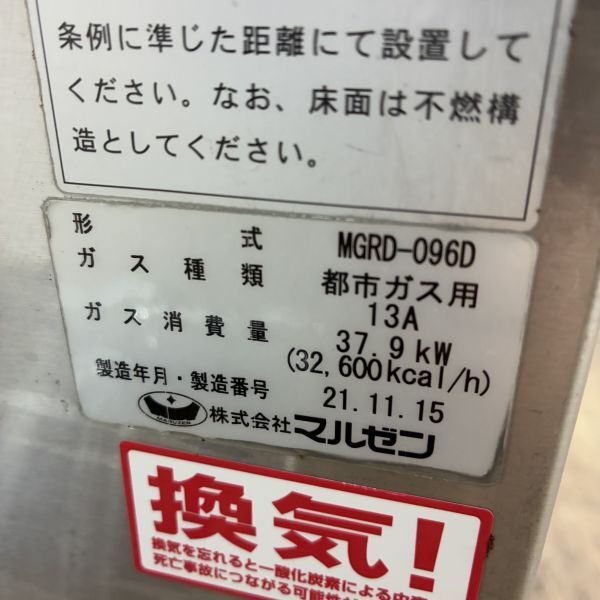 条例に準じた距離にて設置して
ください。なお、床面は不燃構
造としてください。
形式 MGRD-096D
ガス種類 都市ガス用
13A
ガス消費量 37.9kW
(32,600kcal/h)
製造年月・製造番号 21.11.15
MARUZEN 株式会社マルゼン
換気!
換気を忘れると一酸化炭素による中
死亡事故につながる可能性